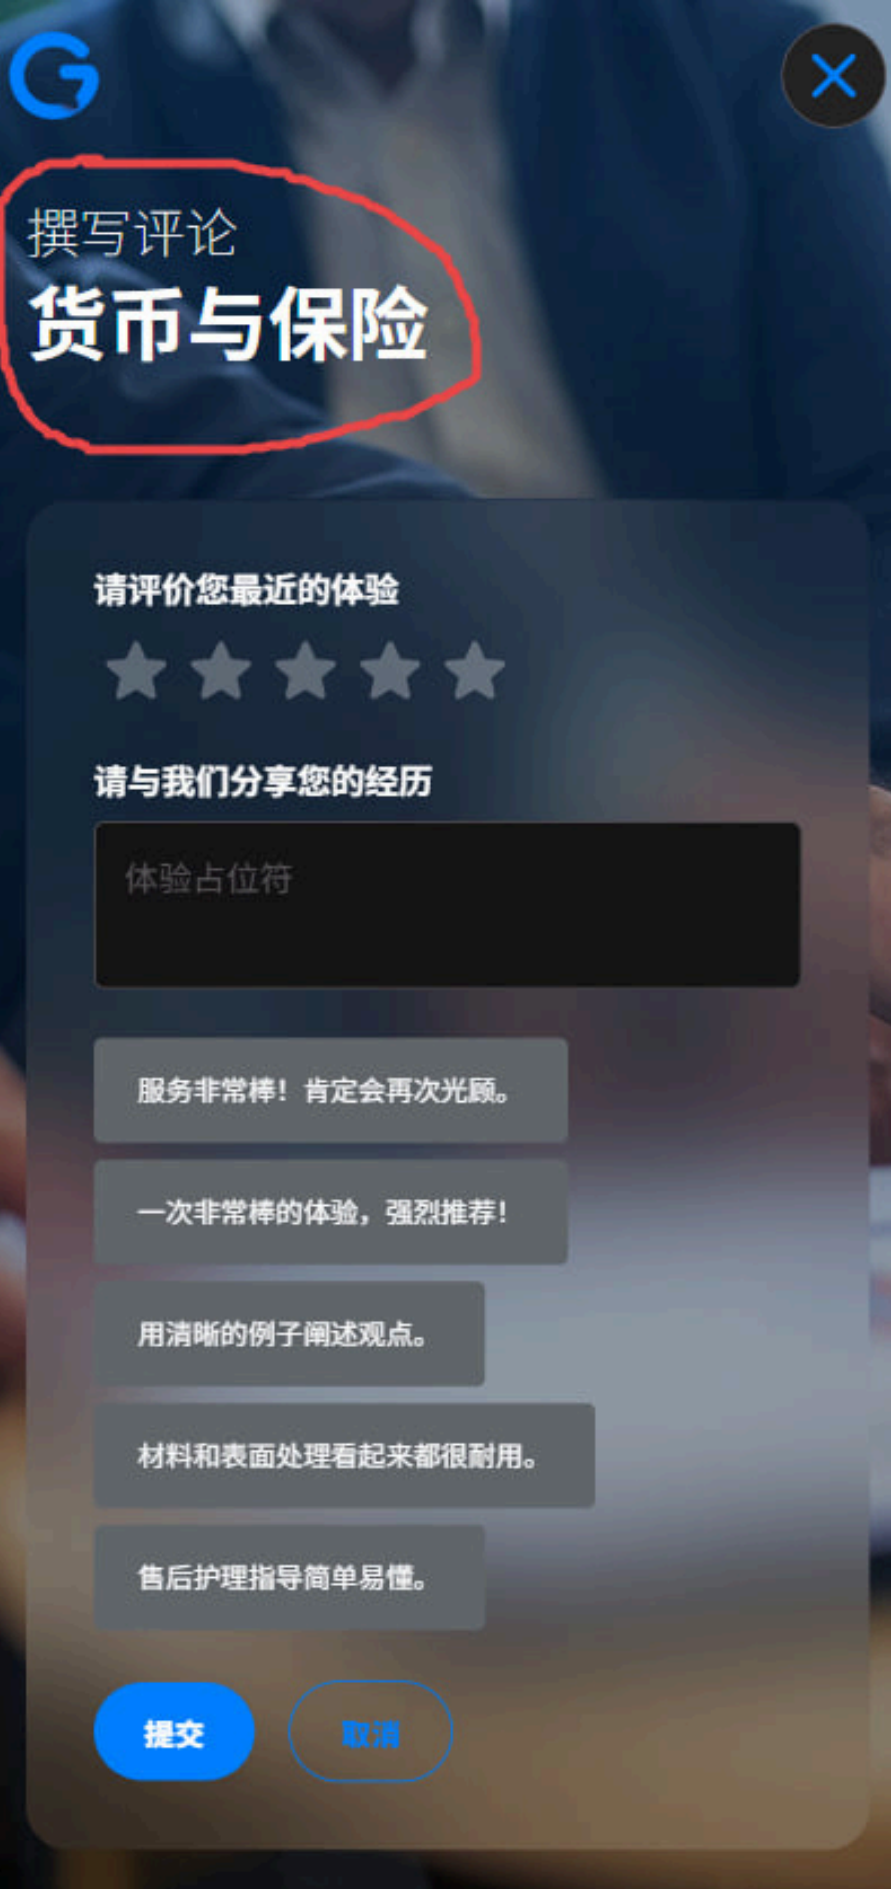 撰写评论
货币与保险
请评价您最近的体验
请与我们分享您的经历
体验占位符
服务非常棒！肯定会再次光顾。
一次非常棒的体验，强烈推荐！
用清晰的例子阐述观点。
材料和表面处理看起来都很耐用。
售后护理指导简单易懂。
提交
取消